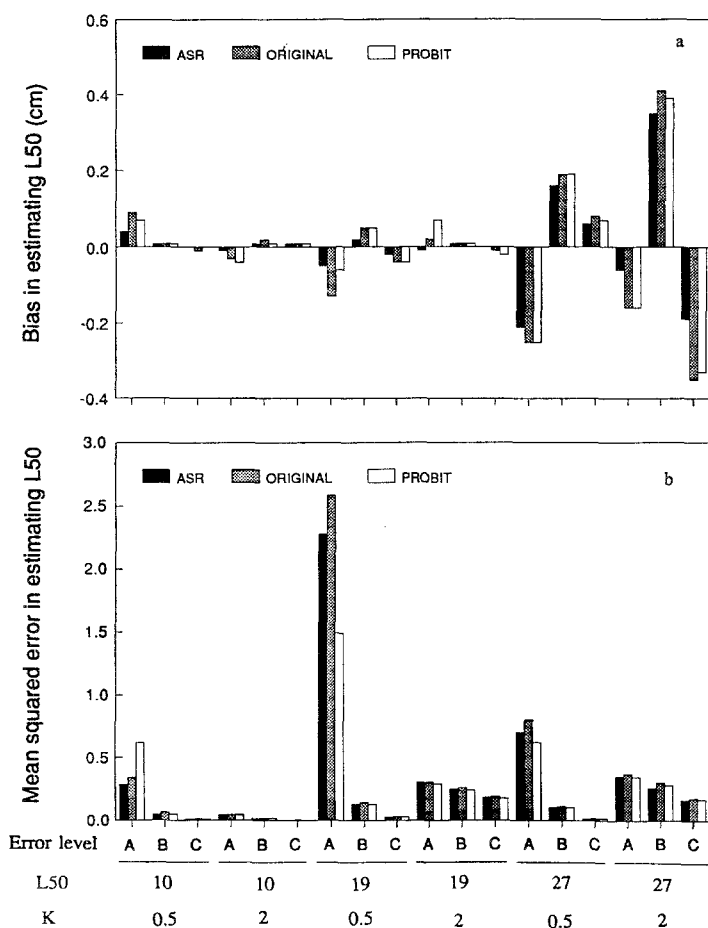 a
ASR ORIGINAL PROBIT
Bias in estimating L50 (cm)
0.6
0.4
0.2
0.0
-0.2
-0.4
b
ASR ORIGINAL PROBIT
Mean squared error in estimating L50
3.0
2.5
2.0
1.5
1.0
0.5
0.0
Error level A B C A B C A B C A B C A B C A B C
L50 10 10 19 19 27 27
K 0.5 2 0.5 2 0.5 2